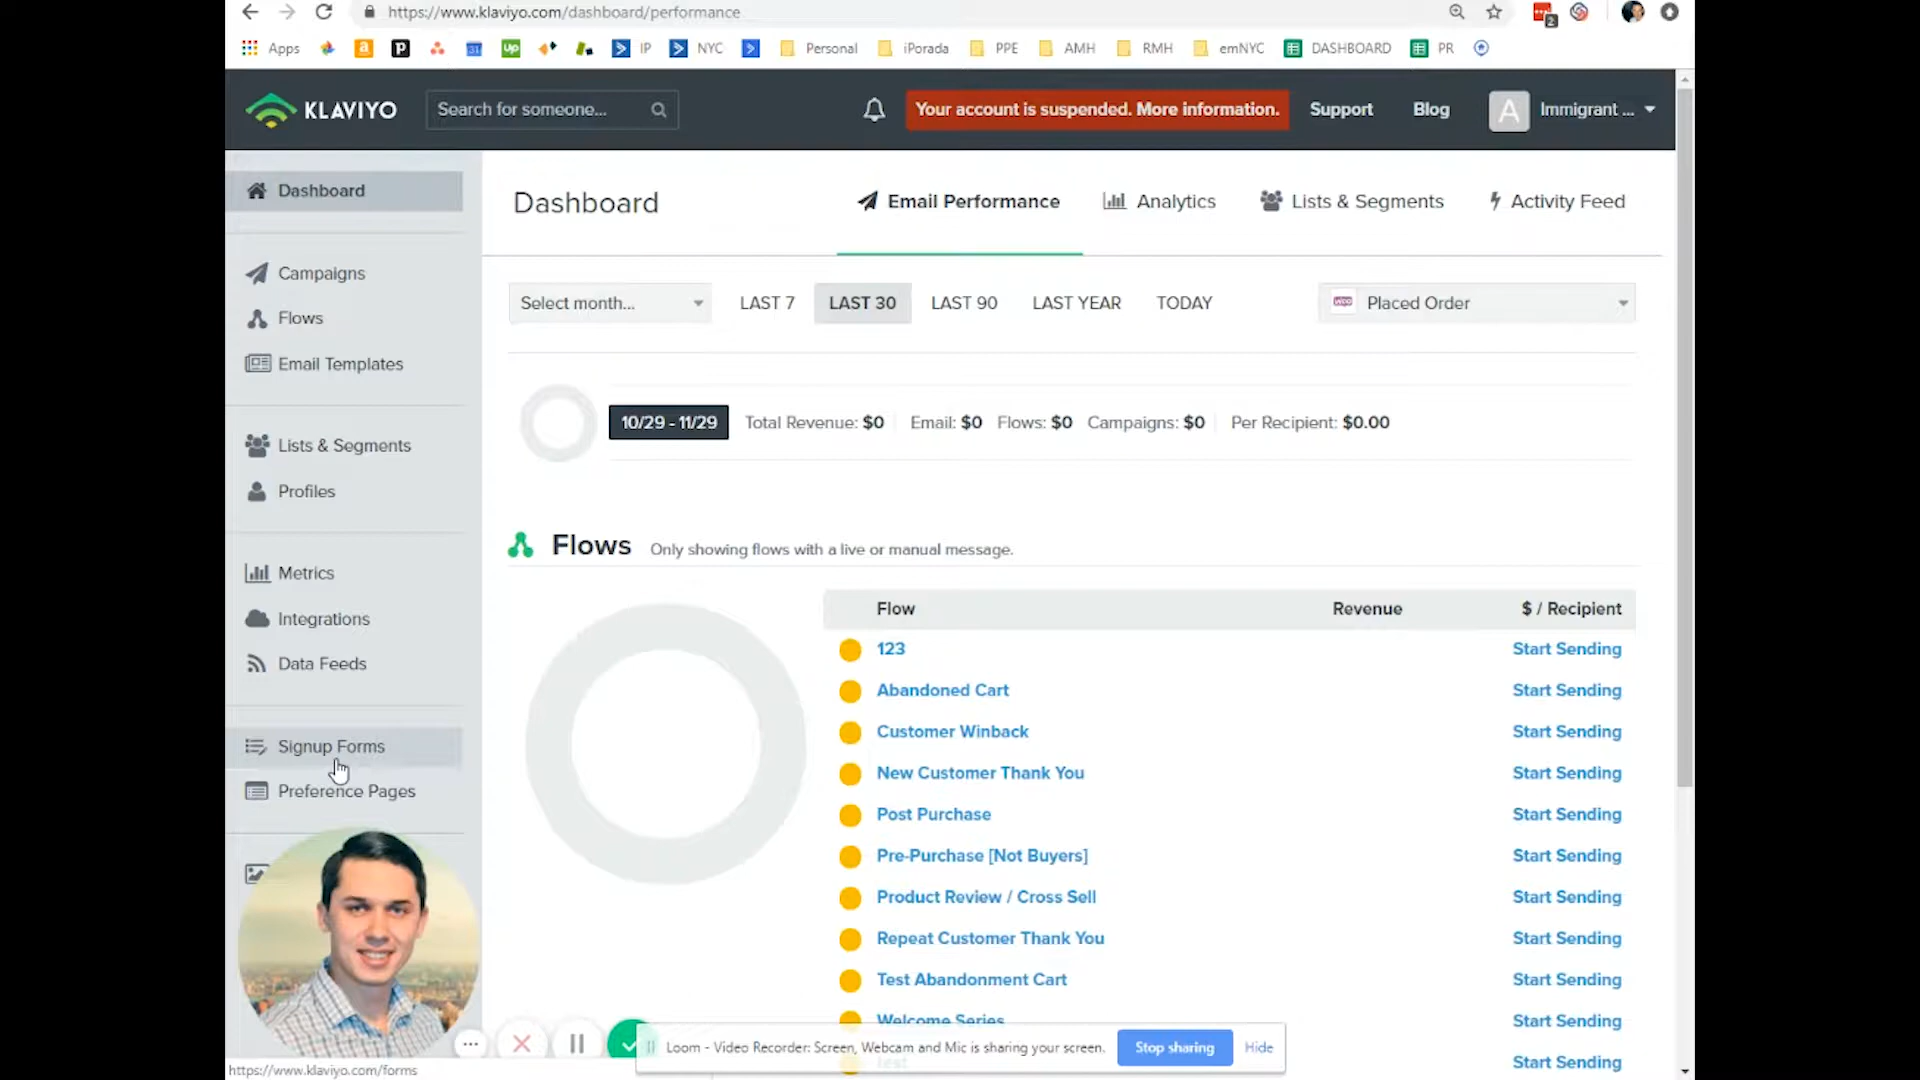 https://www.klaviyo.com/dashboard/performance
2
Apps
a
p
31
up
IP
NYC
Personal
iPorada
PPE
AMH
RMH
emNYC
DASHBOARD
PR
KLAVIYO
Search for someone...
Your account is suspended. More information.
Support
Blog
A
Immigrant ...
Dashboard
Campaigns
Flows
Email Templates
Lists & Segments
Profiles
Metrics
Integrations
Data Feeds
Signup Forms
Preference Pages
Dashboard
Email Performance
Analytics
Lists & Segments
Activity Feed
Select month...
LAST 7
LAST 30
LAST 90
LAST YEAR
TODAY
Woo
Placed Order
10/29 - 11/29
Total Revenue: $0
Email: $0
Flows: $0
Campaigns: $0
Per Recipient: $0.00
Flows
Only showing flows with a live or manual message.
Flow Revenue $ / Recipient
123 Start Sending
Abandoned Cart Start Sending
Customer Winback Start Sending
New Customer Thank You Start Sending
Post Purchase Start Sending
Pre-Purchase [Not Buyers] Start Sending
Product Review / Cross Sell Start Sending
Repeat Customer Thank You Start Sending
Test Abandonment Cart Start Sending
Welcome Series Start Sending
Start Sending
Loom - Video Recorder: Screen, Webcam and Mic is sharing your screen.
Stop sharing
Hide
https://www.klaviyo.com/forms